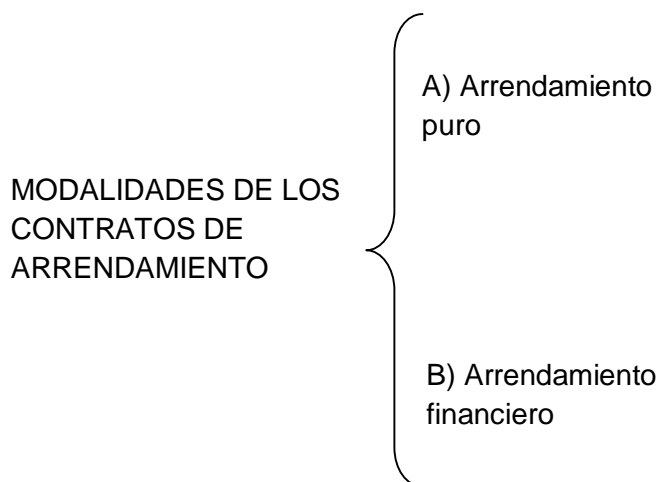 MODALIDADES DE LOS
CONTRATOS DE
ARRENDAMIENTO
A) Arrendamiento
puro
B) Arrendamiento
financiero